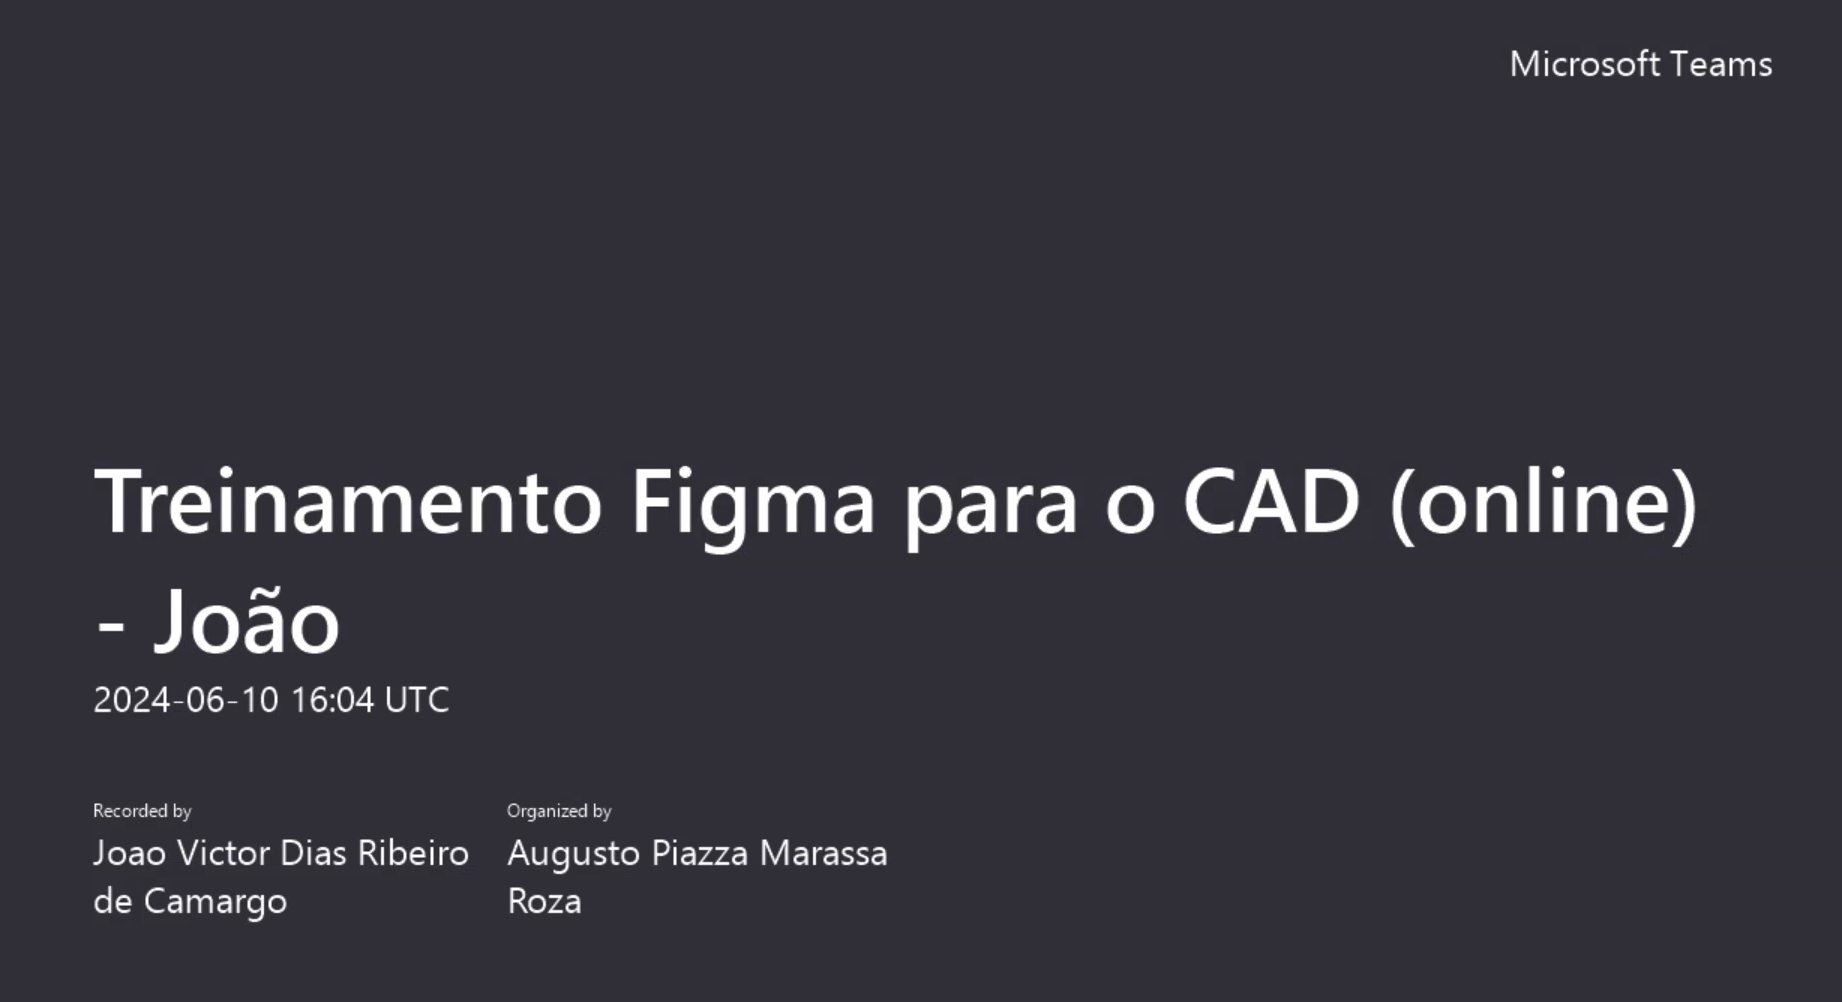 Microsoft Teams
Treinamento Figma para o CAD (online)
- João
2024-06-10 16:04 UTC
Recorded by
Joao Victor Dias Ribeiro
de Camargo
Organized by
Augusto Piazza Marassa
Roza